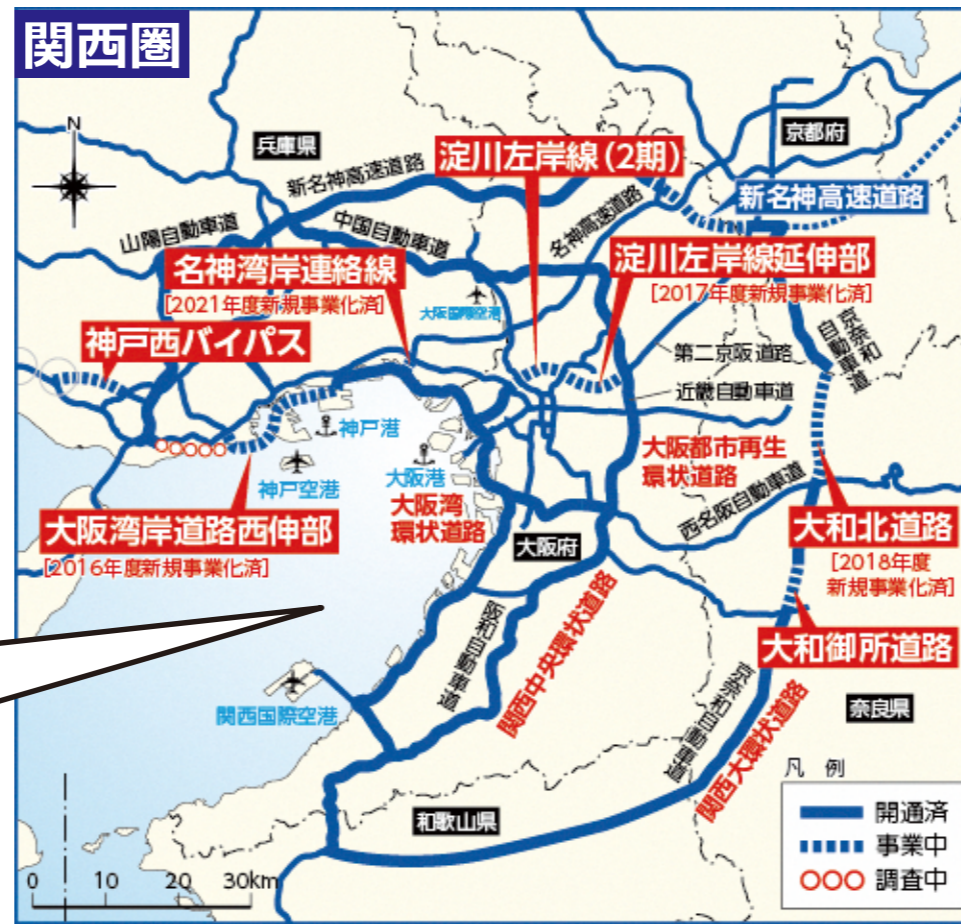 関西圏
N
兵庫県
京都府
淀川左岸線(2期)
新名神高速道路
名神高速道路
新名神高速道路
山陽自動車道
中国自動車道
名神湾岸連絡線
[2021年度新規事業化済]
淀川左岸線延伸部
[2017年度新規事業化済]
大阪国際空港
神戸西バイパス
京奈和
自動車道
第二京阪道路
近畿自動車道
神戸港
大阪港
神戸空港
大阪都市再生
環状道路
大阪湾
環状道路
西名阪自動車道
大阪湾岸道路西伸部
[2016年度新規事業化済]
大阪府
大和北道路
[2018年度
新規事業化済]
大和御所道路
阪和自動車道
関西中央環状道路
関西国際空港
京奈和自動車道
関西大環状道路
奈良県
和歌山県
凡 例
開通済
事業中
調査中
0 10 20 30km